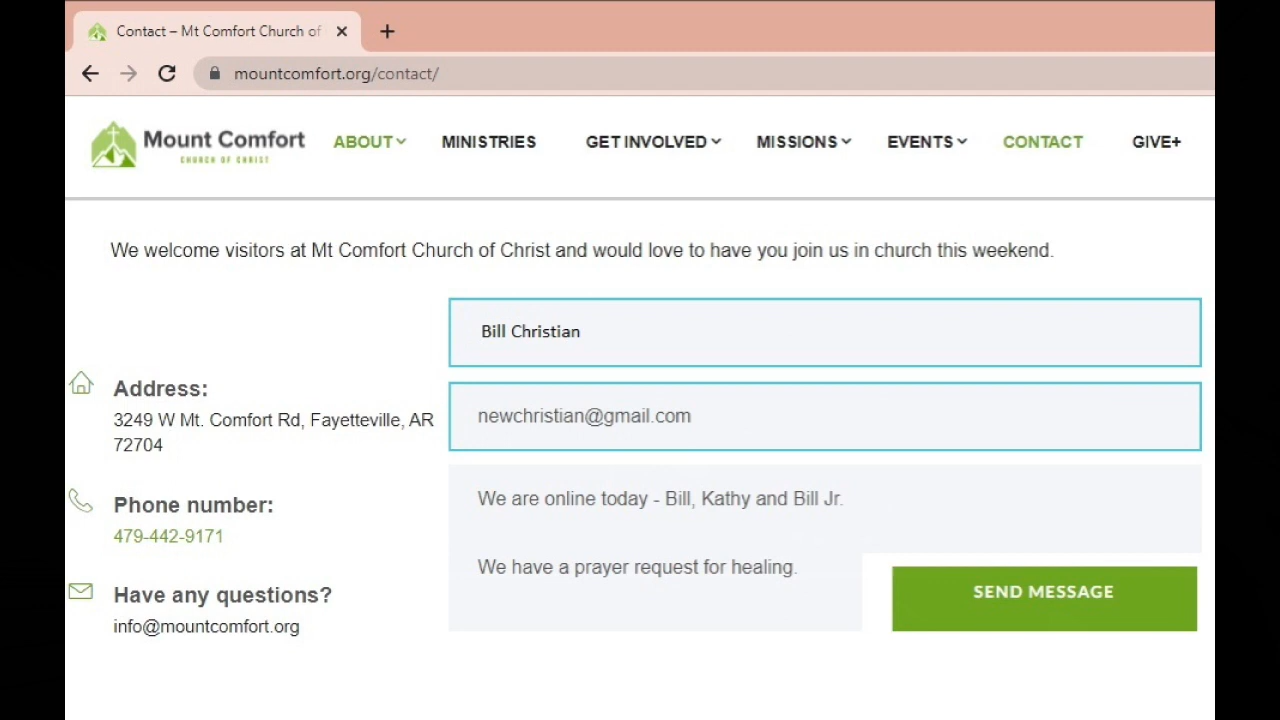 Contact – Mt Comfort Church of
mountcomfort.org/contact/
Mount Comfort
CHURCH OF CHRIST
ABOUT MINISTRIES GET INVOLVED MISSIONS EVENTS CONTACT GIVE+
We welcome visitors at Mt Comfort Church of Christ and would love to have you join us in church this weekend.
Address:
3249 W Mt. Comfort Rd, Fayetteville, AR
72704
Phone number:
479-442-9171
Have any questions?
info@mountcomfort.org
Bill Christian
newchristian@gmail.com
We are online today - Bill, Kathy and Bill Jr.
We have a prayer request for healing.
SEND MESSAGE